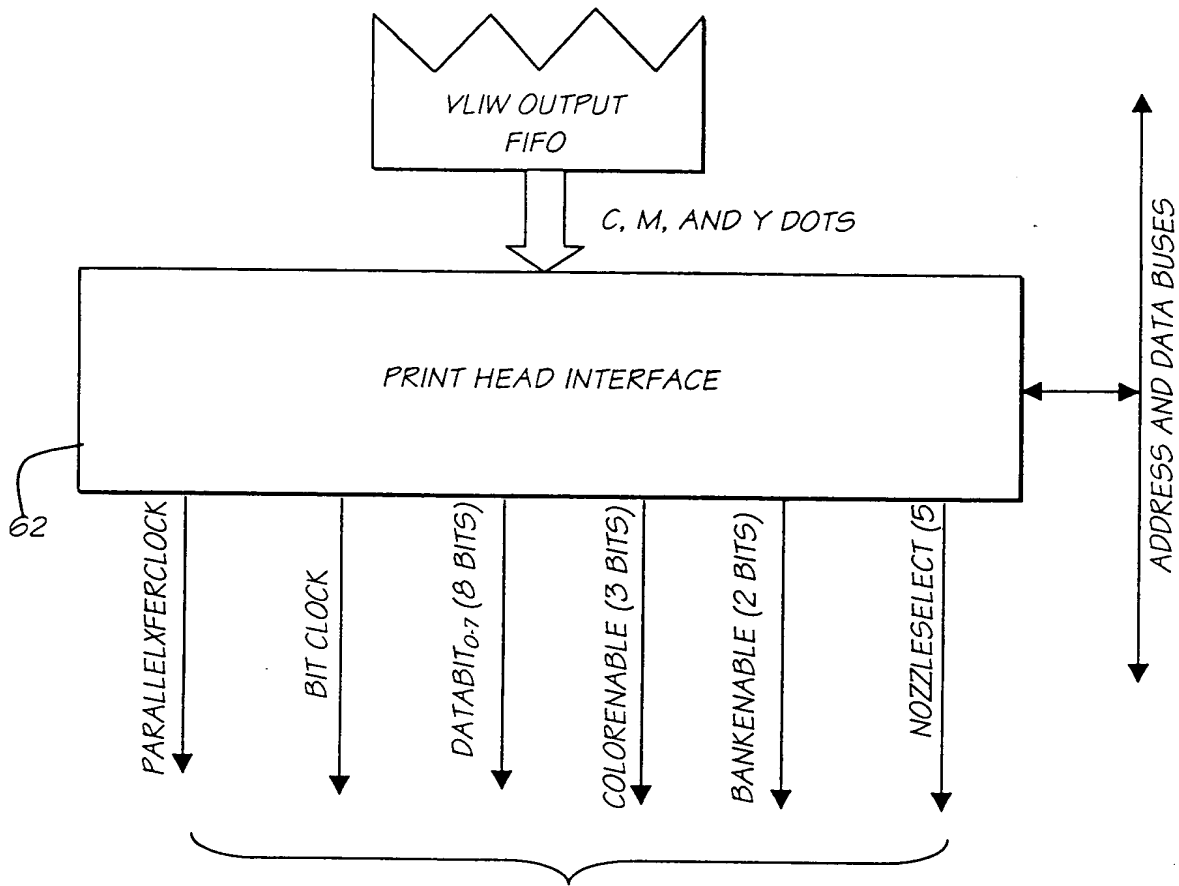 VLIW OUTPUT
FIFO
C, M, AND Y DOTS
PRINT HEAD INTERFACE
ADDRESS AND DATA BUSES
62
PARALLELXFERCLOCK
BIT CLOCK
DATABIT0-7 (8 BITS)
COLORENABLE (3 BITS)
BANKENABLE (2 BITS)
NOZZLESELECT (5